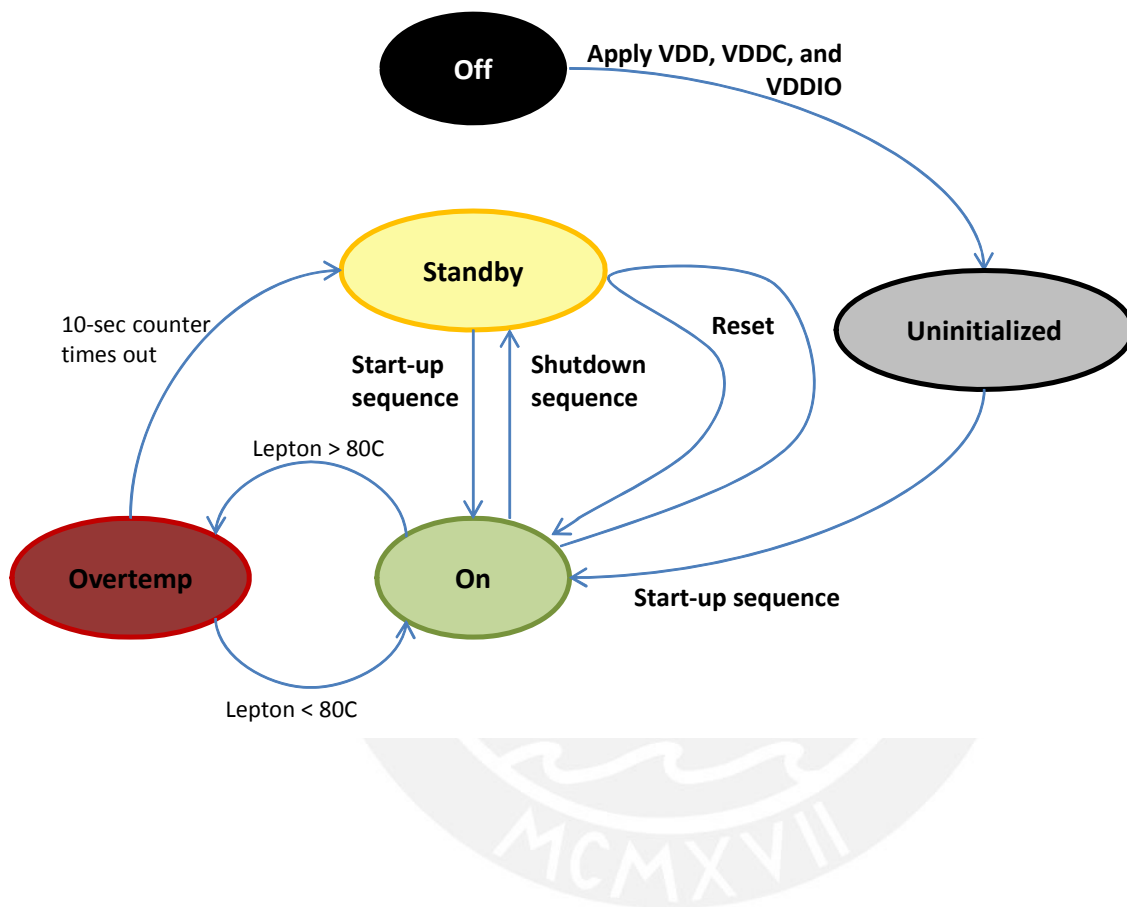 Off
Apply VDD, VDDC, and
VDDIO
Standby
10-sec counter
times out
Reset
Uninitialized
Start-up
sequence
Shutdown
sequence
Lepton > 80C
Overtemp
On
Start-up sequence
Lepton < 80C
MCMXVII